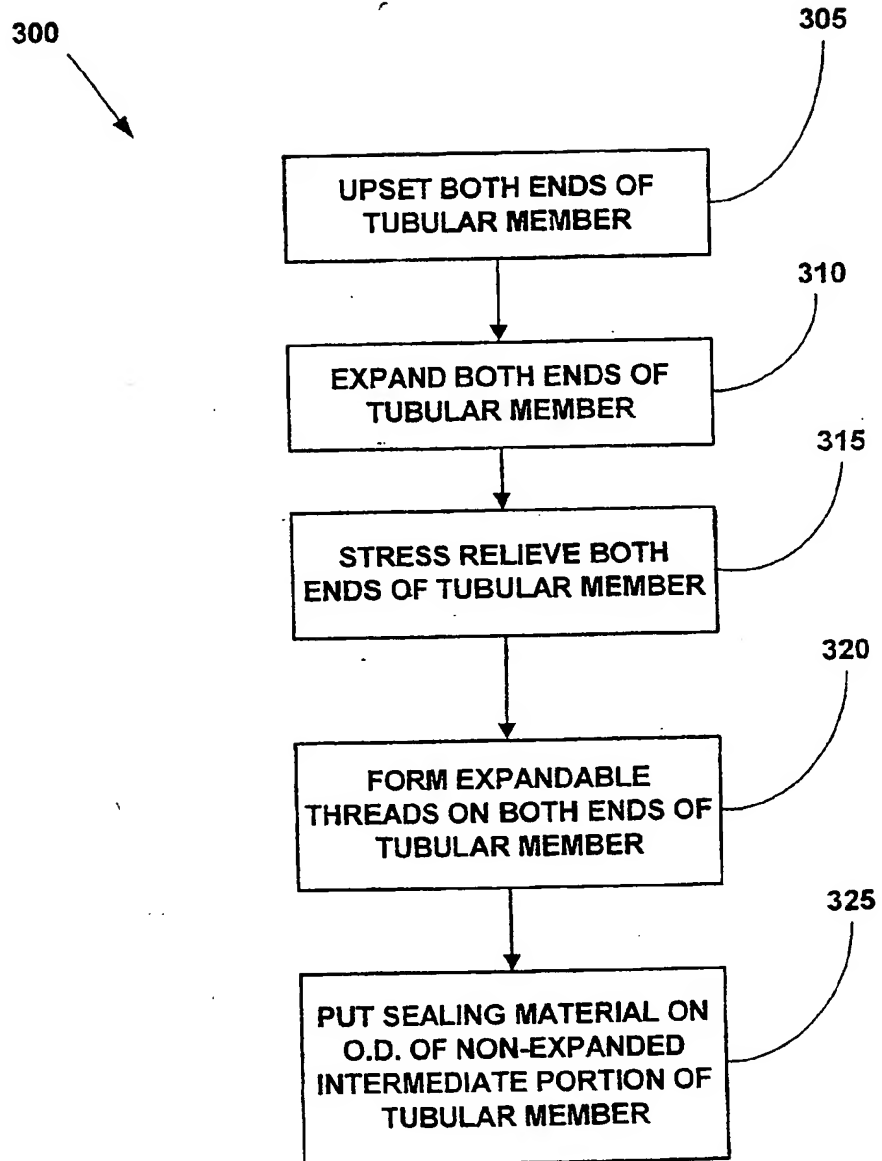 300
305
UPSET BOTH ENDS OF
TUBULAR MEMBER
310
EXPAND BOTH ENDS OF
TUBULAR MEMBER
315
STRESS RELIEVE BOTH
ENDS OF TUBULAR MEMBER
320
FORM EXPANDABLE
THREADS ON BOTH ENDS OF
TUBULAR MEMBER
325
PUT SEALING MATERIAL ON
O.D. OF NON-EXPANDED
INTERMEDIATE PORTION OF
TUBULAR MEMBER